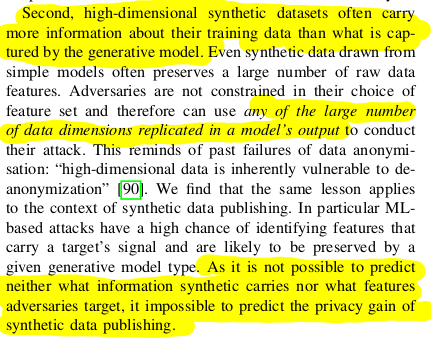 Second, high-dimensional synthetic datasets often carry
more information about their training data than what is cap-
tured by the generative model. Even synthetic data drawn from
simple models often preserves a large number of raw data
features. Adversaries are not constrained in their choice of
feature set and therefore can use any of the large number
of data dimensions replicated in a model's output to conduct
their attack. This reminds of past failures of data anonymi-
sation: “high-dimensional data is inherently vulnerable to de-
anonymization” [90]. We find that the same lesson applies
to the context of synthetic data publishing. In particular ML-
based attacks have a high chance of identifying features that
carry a target's signal and are likely to be preserved by a
given generative model type. As it is not possible to predict
neither what information synthetic carries nor what features
adversaries target, it impossible to predict the privacy gain of
synthetic data publishing.